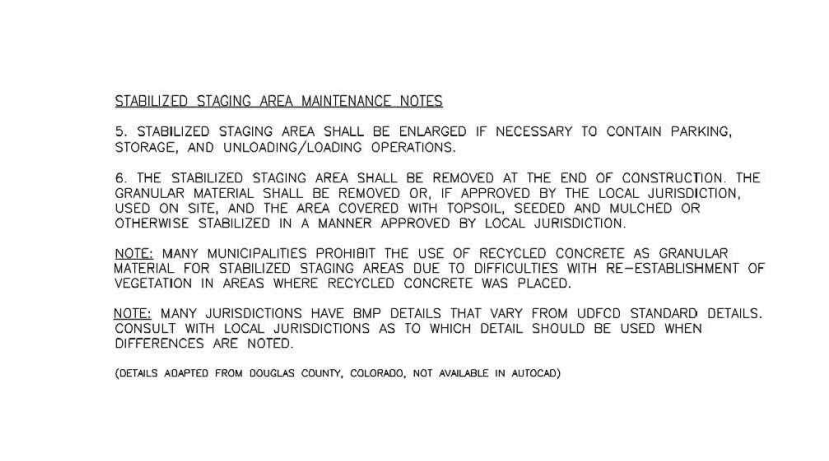 STABILIZED STAGING AREA MAINTENANCE NOTES
5. STABILIZED STAGING AREA SHALL BE ENLARGED IF NECESSARY TO CONTAIN PARKING,
STORAGE, AND UNLOADING/LOADING OPERATIONS.
6. THE STABILIZED STAGING AREA SHALL BE REMOVED AT THE END OF CONSTRUCTION. THE
GRANULAR MATERIAL SHALL BE REMOVED OR, IF APPROVED BY THE LOCAL JURISDICTION,
USED ON SITE, AND THE AREA COVERED WITH TOPSOIL, SEEDED AND MULCHED OR
OTHERWISE STABILIZED IN A MANNER APPROVED BY LOCAL JURISDICTION.
NOTE: MANY MUNICIPALITIES PROHIBIT THE USE OF RECYCLED CONCRETE AS GRANULAR
MATERIAL FOR STABILIZED STAGING AREAS DUE TO DIFFICULTIES WITH RE-ESTABLISHMENT OF
VEGETATION IN AREAS WHERE RECYCLED CONCRETE WAS PLACED.
NOTE: MANY JURISDICTIONS HAVE BMP DETAILS THAT VARY FROM UDFCD STANDARD DETAILS.
CONSULT WITH LOCAL JURISDICTIONS AS TO WHICH DETAIL SHOULD BE USED WHEN
DIFFERENCES ARE NOTED.
(DETAILS ADAPTED FROM DOUGLAS COUNTY, COLORADO, NOT AVAILABLE IN AUTOCAD)